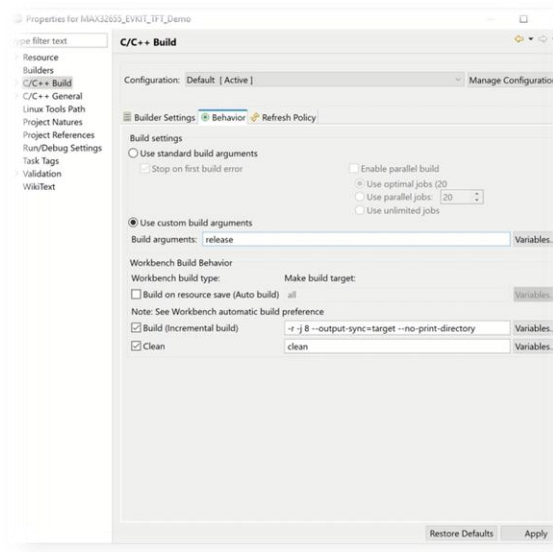 Properties for MAX32655_EVKIT_TFT_Demo
ype filter text
Resource
Builders
C/C++ Build
C/C++ General
Linux Tools Path
Project Natures
Project References
Run/Debug Settings
Task Tags
Validation
WikiText
C/C++ Build
Configuration: Default [ Active ] Manage Configuratio
Builder Settings Behavior Refresh Policy
Build settings
Use standard build arguments
Stop on first build error Enable parallel build
Use optimal jobs (20
Use parallel jobs: 20
Use unlimited jobs
Use custom build arguments
Build arguments: release Variables..
Workbench Build Behavior
Workbench build type: Make build target:
Build on resource save (Auto build) all Variables..
Note: See Workbench automatic build preference
Build (Incremental build) -r -j 8 --output-sync=target --no-print-directory Variables..
Clean clean Variables..
Restore Defaults Apply